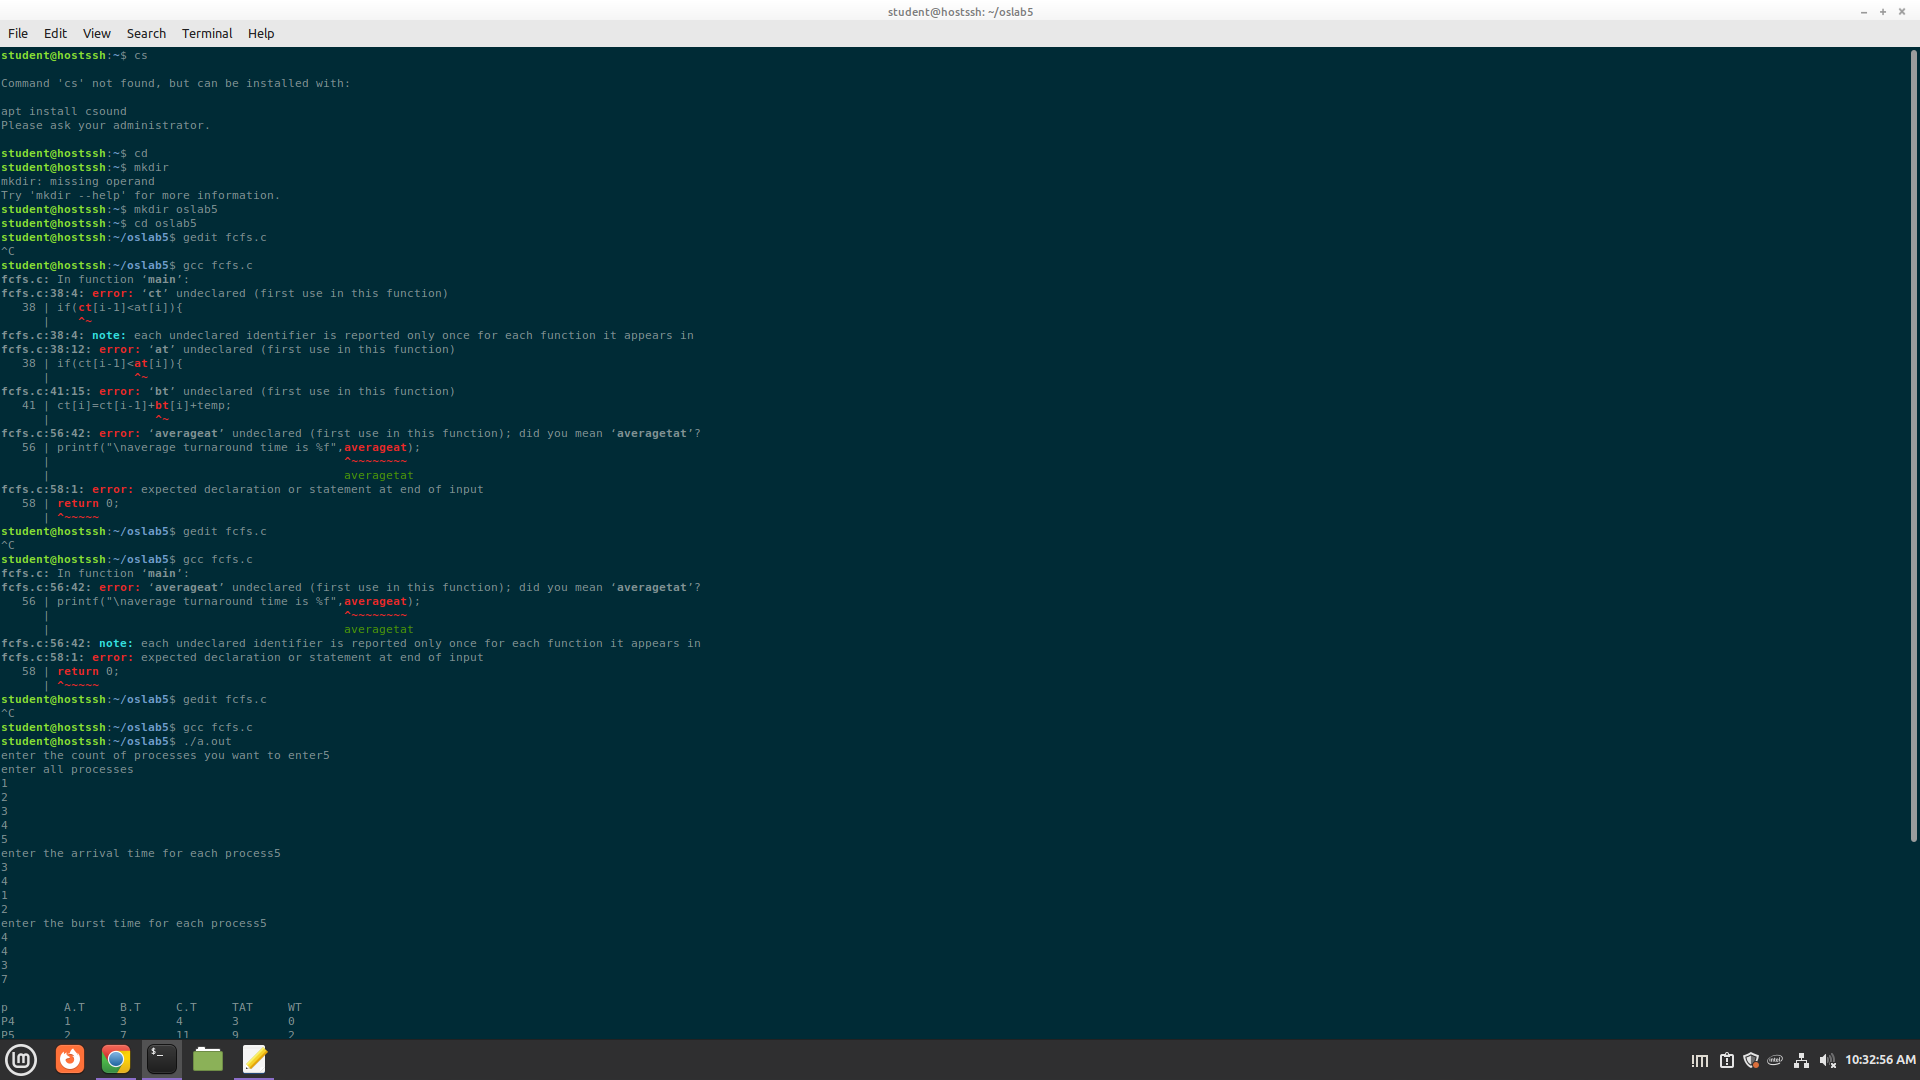 student@hostssh: ~/oslab5
File Edit View Search Terminal Help
student@hostssh:~$ cs
Command 'cs' not found, but can be installed with:
apt install csound
Please ask your administrator.
student@hostssh:~$ cd
student@hostssh:~$ mkdir
mkdir: missing operand
Try 'mkdir --help' for more information.
student@hostssh:~$ mkdir oslab5
student@hostssh:~$ cd oslab5
student@hostssh:~/oslab5$ gedit fcfs.c
^C
student@hostssh:~/oslab5$ gcc fcfs.c
fcfs.c: In function ‘main’:
fcfs.c:38:4: error: ‘ct’ undeclared (first use in this function)
   38 | if(ct[i-1]<at[i]){
      |    ^~
fcfs.c:38:4: note: each undeclared identifier is reported only once for each function it appears in
fcfs.c:38:12: error: ‘at’ undeclared (first use in this function)
   38 | if(ct[i-1]<at[i]){
      |            ^~
fcfs.c:41:15: error: ‘bt’ undeclared (first use in this function)
   41 | ct[i]=ct[i-1]+bt[i]+temp;
      |               ^~
fcfs.c:56:42: error: ‘averageat’ undeclared (first use in this function); did you mean ‘averagetat’?
   56 | printf("\naverage turnaround time is %f",averageat);
      |                                          ^~~~~~~~~
      |                                          averagetat
fcfs.c:58:1: error: expected declaration or statement at end of input
   58 | return 0;
      | ^~~~~~
student@hostssh:~/oslab5$ gedit fcfs.c
^C
student@hostssh:~/oslab5$ gcc fcfs.c
fcfs.c: In function ‘main’:
fcfs.c:56:42: error: ‘averageat’ undeclared (first use in this function); did you mean ‘averagetat’?
   56 | printf("\naverage turnaround time is %f",averageat);
      |                                          ^~~~~~~~~
      |                                          averagetat
fcfs.c:56:42: note: each undeclared identifier is reported only once for each function it appears in
fcfs.c:58:1: error: expected declaration or statement at end of input
   58 | return 0;
      | ^~~~~~
student@hostssh:~/oslab5$ gedit fcfs.c
^C
student@hostssh:~/oslab5$ gcc fcfs.c
student@hostssh:~/oslab5$ ./a.out
enter the count of processes you want to enter5
enter all processes
1
2
3
4
5
enter the arrival time for each process5
3
4
1
2
enter the burst time for each process5
4
4
3
7
p A.T B.T C.T TAT WT
P4 1 3 4 3 0
P5 2 7 11 9 2
10:32:56 AM